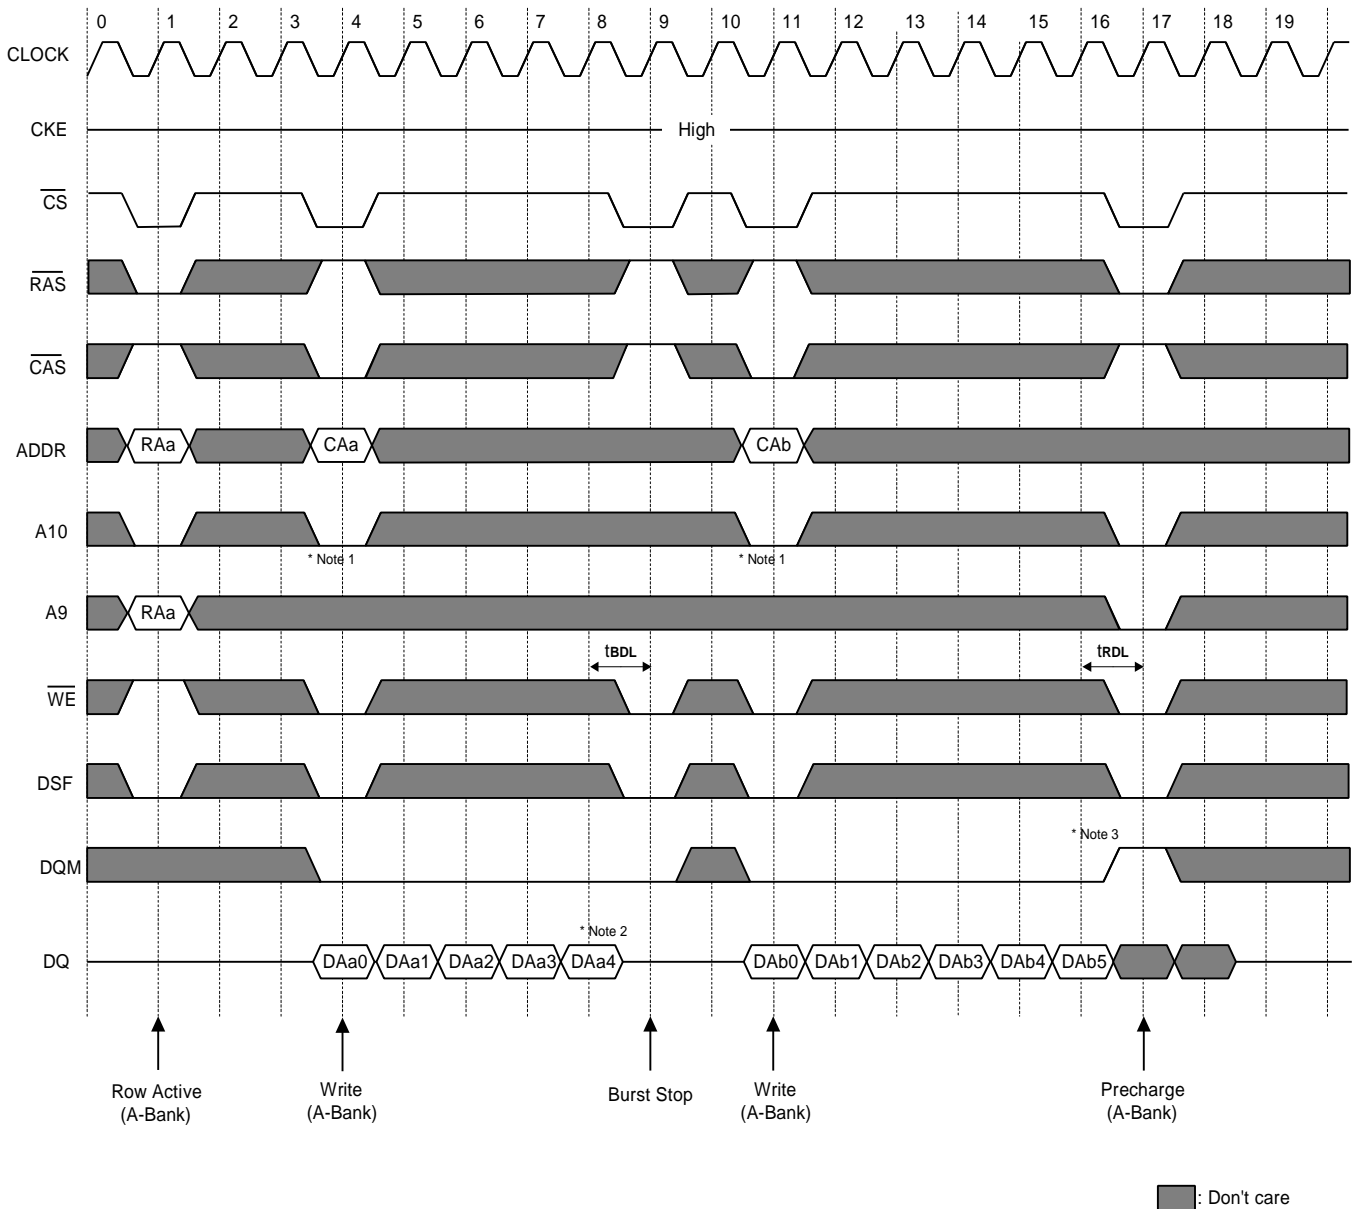 0 1 2 3 4 5 6 7 8 9 10 11 12 13 14 15 16 17 18 19
CLOCK
CKE High
CS
RAS
CAS
ADDR RAa CAa CAb
A10
* Note 1 * Note 1
A9 RAa
tBDL tRDL
WE
DSF
* Note 3
DQM
* Note 2
DQ DAa0 DAa1 DAa2 DAa3 DAa4 DAb0 DAb1 DAb2 DAb3 DAb4 DAb5
Row Active Write Burst Stop Write Precharge
(A-Bank) (A-Bank) (A-Bank) (A-Bank)
: Don't care